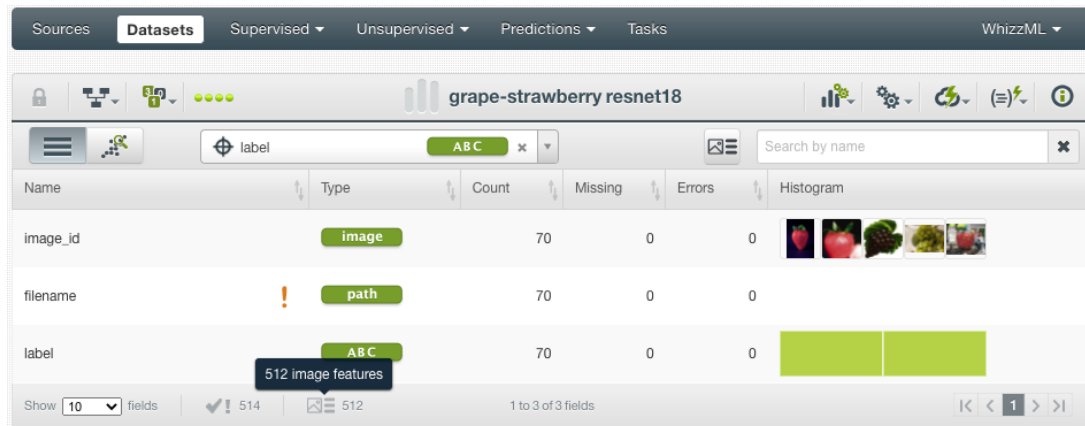 Sources Datasets Supervised Unsupervised Predictions Tasks WhizzML
grape-strawberry resnet18
label ABC Search by name
Name Type Count Missing Errors Histogram
image_id image 70 0 0
filename path 70 0 0
label ABC 70 0 0
512 image features
Show 10 fields 514 512 1 to 3 of 3 fields 1